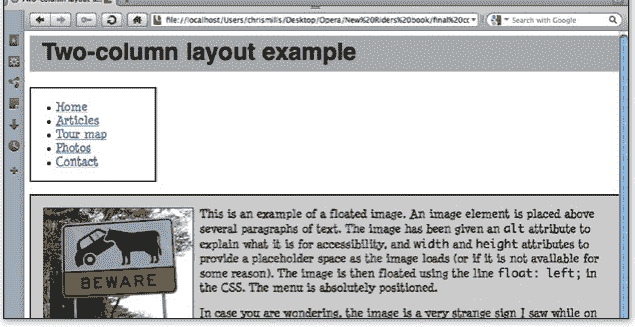 file://localhost/Users/chrismills/Desktop/Opera/New%20Riders%20book/final%20cc
Search with Google
Two-column layout example
Home
Articles
Tour map
Photos
Contact
BEWARE
This is an example of a floated image. An image element is placed above
several paragraphs of text. The image has been given an alt attribute to
explain what it is for accessibility, and width and height attributes to
provide a placeholder space as the image loads (or if it is not available for
some reason). The image is then floated using the line float: left; in
the CSS. The menu is absolutely positioned.
In case you are wondering, the image is a very strange sign I saw while on